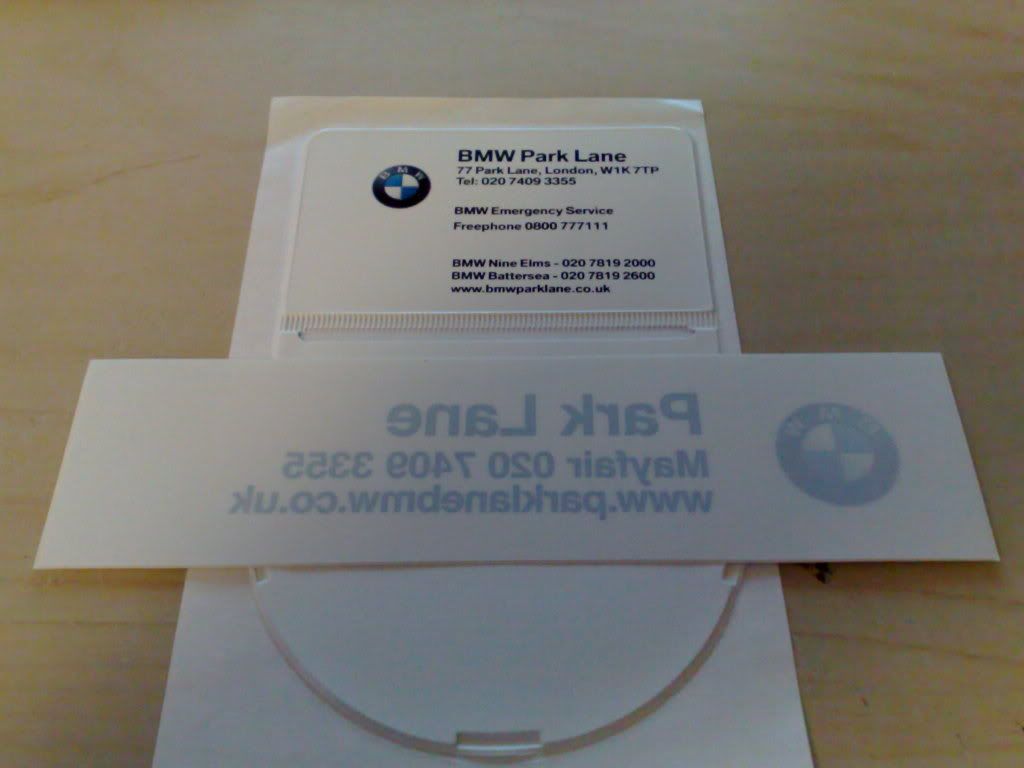 BMW Park Lane
77 Park Lane, London, W1K 7TP
Tel: 020 7409 3355
BMW
BMW Emergency Service
Freephone 0800 777111
BMW Nine Elms - 020 7819 2000
BMW Battersea - 020 7819 2600
www.bmwparklane.co.uk
Park Lane
Mayfair 020 7409 3355
www.parklanebmw.co.uk
BMW